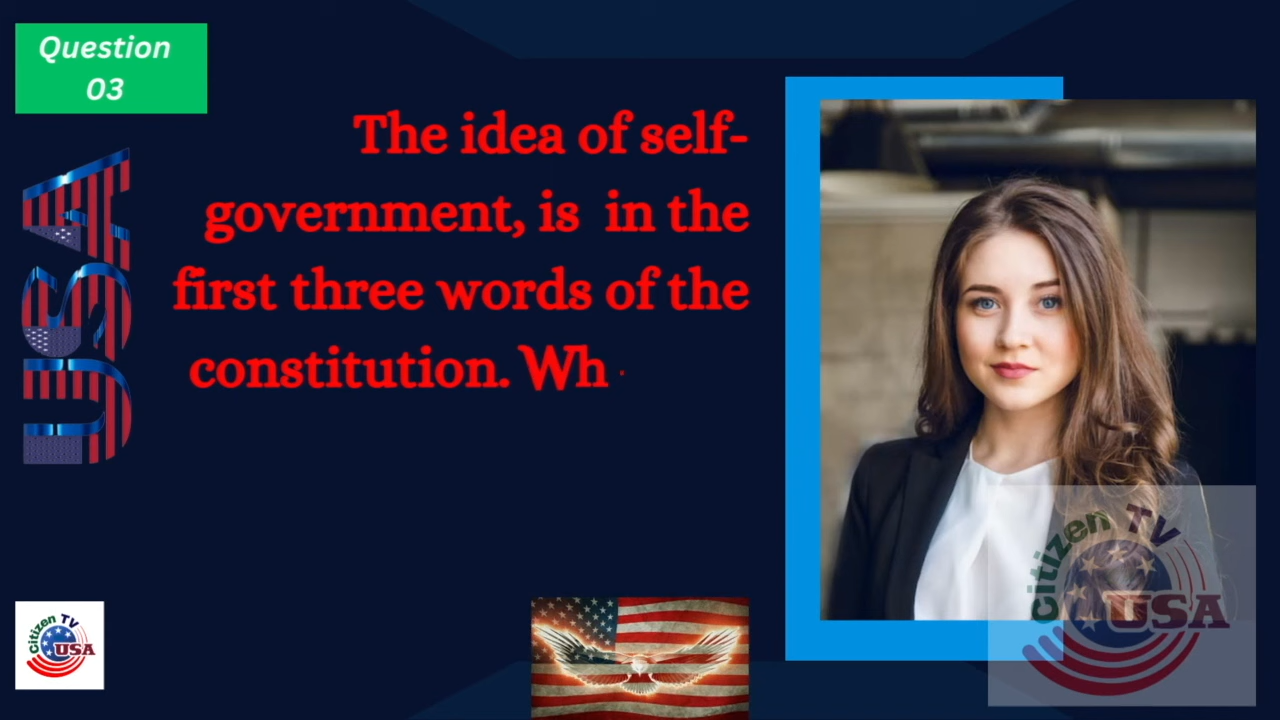 Question
03
The idea of self-
government, is  in the
first three words of the
constitution. Wh
USA
Citizen TV
USA
Citizen TV
USA